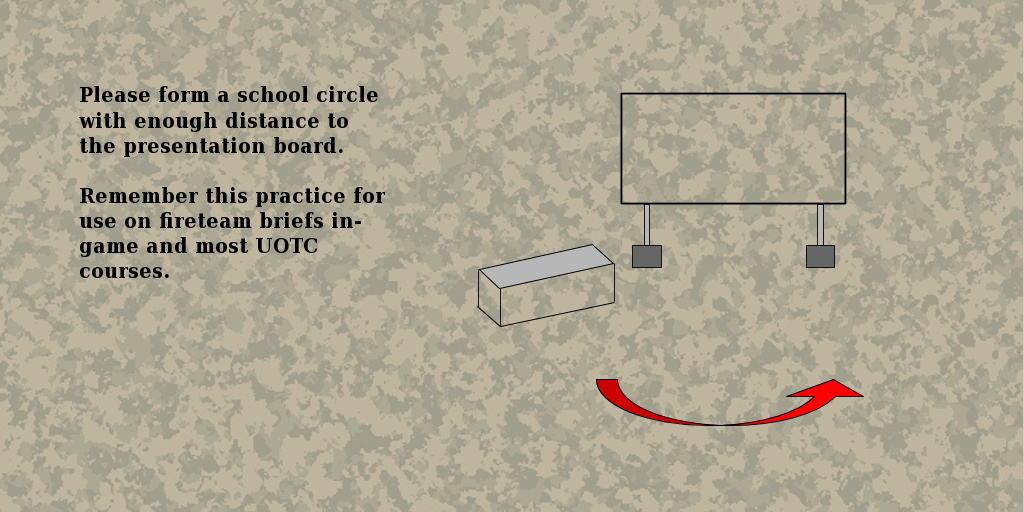 Please form a school circle
with enough distance to
the presentation board.
Remember this practice for
use on fireteam briefs in-
game and most UOTC
courses.